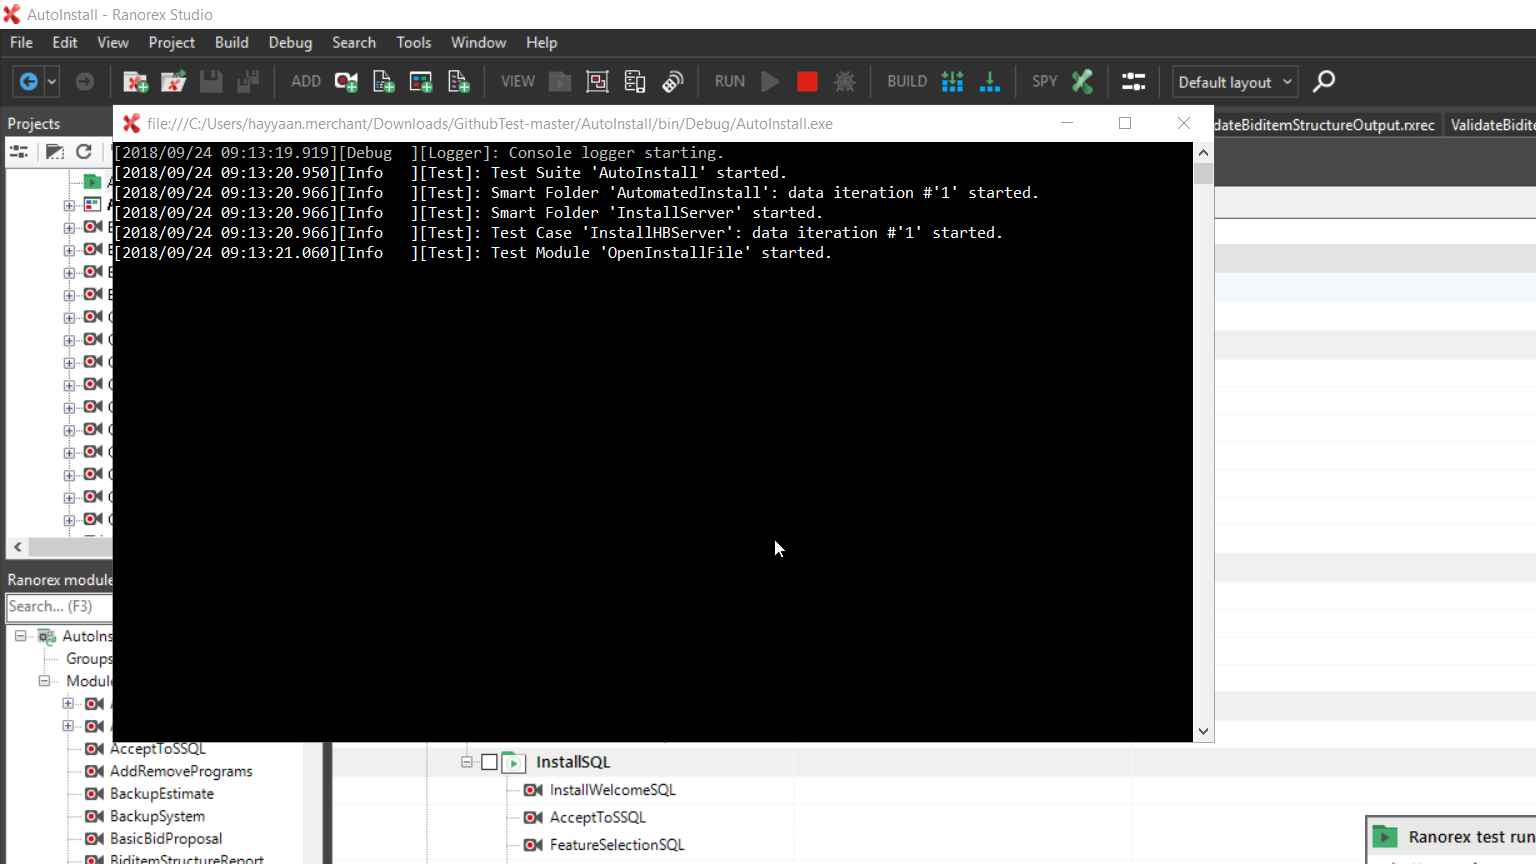 AutoInstall - Ranorex Studio
File Edit View Project Build Debug Search Tools Window Help
ADD VIEW RUN BUILD SPY Default layout
Projects
file:///C:/Users/hayyaan.merchant/Downloads/GithubTest-master/AutoInstall/bin/Debug/AutoInstall.exe
dateBiditemStructureOutput.rxrec ValidateBidite
[2018/09/24 09:13:19.919][Debug  ][Logger]: Console logger starting.
[2018/09/24 09:13:20.950][Info   ][Test]: Test Suite 'AutoInstall' started.
[2018/09/24 09:13:20.966][Info   ][Test]: Smart Folder 'AutomatedInstall': data iteration #'1' started.
[2018/09/24 09:13:20.966][Info   ][Test]: Smart Folder 'InstallServer' started.
[2018/09/24 09:13:20.966][Info   ][Test]: Test Case 'InstallHBServer': data iteration #'1' started.
[2018/09/24 09:13:21.060][Info   ][Test]: Test Module 'OpenInstallFile' started.
Ranorex module
Search... (F3)
AutoIns
Groups
Modul
AcceptToSSQL
AddRemovePrograms
BackupEstimate
BackupSystem
BasicBidProposal
BiditemStructureReport
InstallSQL
InstallWelcomeSQL
AcceptToSSQL
FeatureSelectionSQL
Ranorex test run